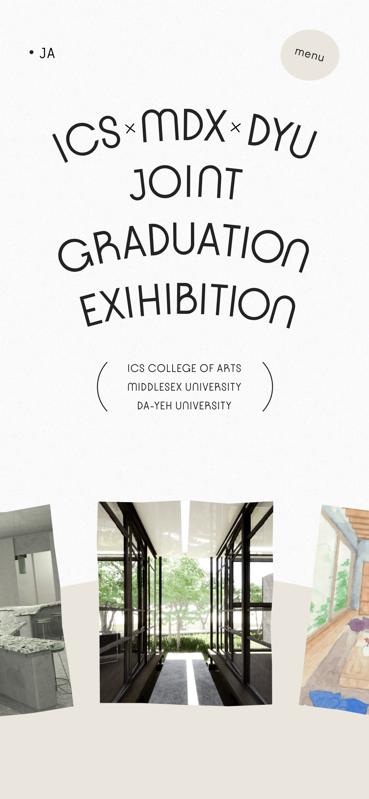 • JA
menu
ICS×MDX×DYU
JOINT
GRADUATION
EXIHIBITION
ICS COLLEGE OF ARTS
MIDDLESEX UNIVERSITY
DA-YEH UNIVERSITY